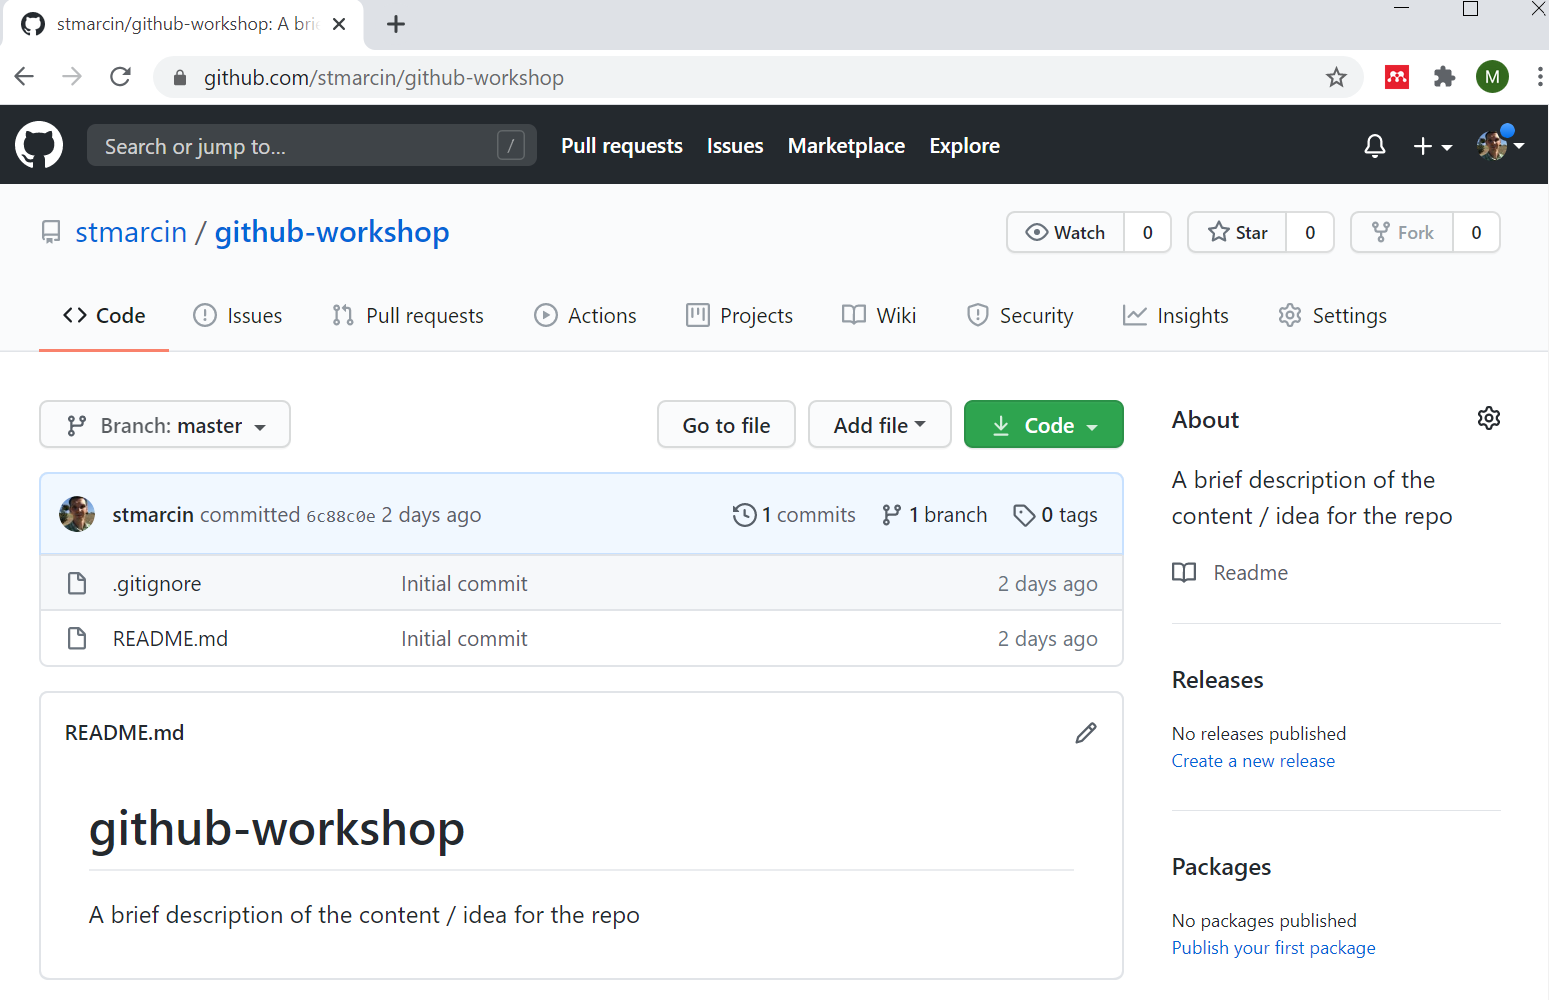 stmarcin/github-workshop: A bri
github.com/stmarcin/github-workshop
M
Search or jump to... /
Pull requests Issues Marketplace Explore
stmarcin / github-workshop
Watch 0 Star 0 Fork 0
Code Issues Pull requests Actions Projects Wiki Security Insights Settings
Branch: master Go to file Add file Code
stmarcin committed 6c88c0e 2 days ago 1 commits 1 branch 0 tags
.gitignore Initial commit 2 days ago
README.md Initial commit 2 days ago
README.md
github-workshop
A brief description of the content / idea for the repo
About
A brief description of the
content / idea for the repo
Readme
Releases
No releases published
Create a new release
Packages
No packages published
Publish your first package